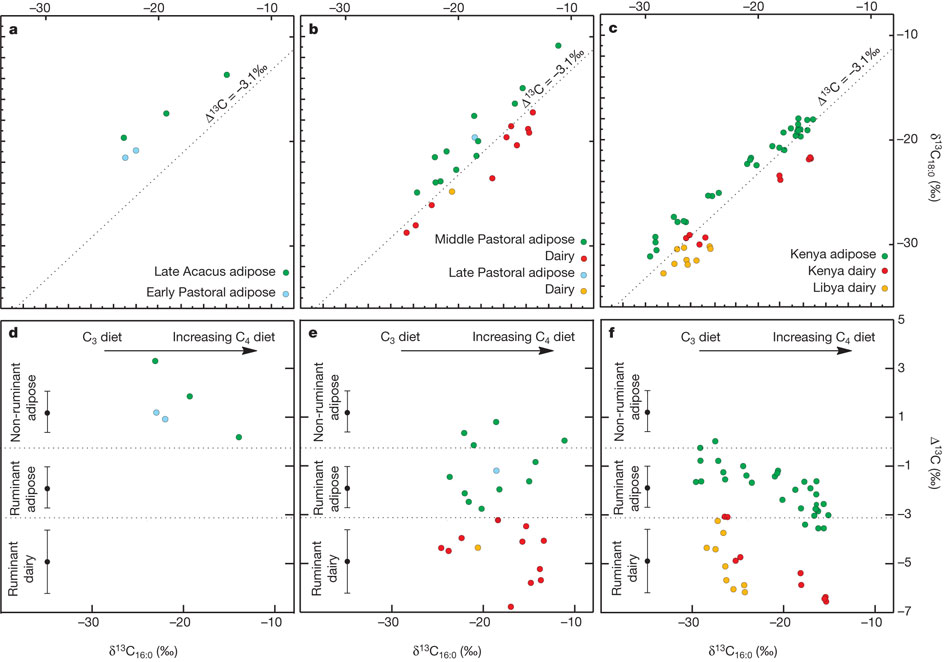 −30 −20 −10
−20 −10
−30 −20 −10
a
Δ¹³C = −3.1‰
Late Acacus adipose
Early Pastoral adipose
b
Δ¹³C = −3.1‰
Middle Pastoral adipose
Dairy
Late Pastoral adipose
Dairy
c
Δ¹³C = −3.1‰
Kenya adipose
Kenya dairy
Libya dairy
−10
−20
−30
δ¹³C₁₈:₀ (‰)
d
C₃ diet Increasing C₄ diet
Non-ruminant
adipose
Ruminant
adipose
Ruminant
dairy
e
C₃ diet Increasing C₄ diet
Non-ruminant
adipose
Ruminant
adipose
Ruminant
dairy
f
C₃ diet Increasing C₄ diet
Non-ruminant
adipose
Ruminant
adipose
Ruminant
dairy
5
3
1
−1
−3
−5
−7
Δ¹³C (‰)
−30 −20 −10
−30 −20 −10
−30 −20 −10
δ¹³C₁₆:₀ (‰)
δ¹³C₁₆:₀ (‰)
δ¹³C₁₆:₀ (‰)